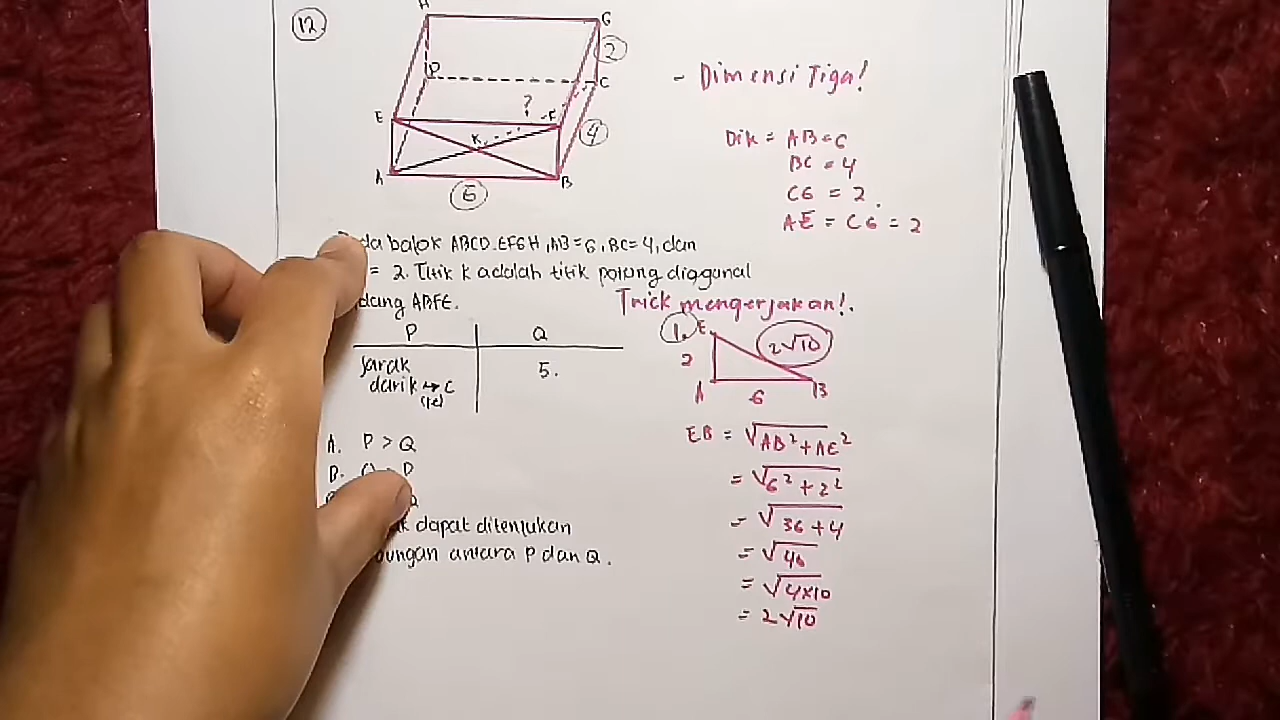 12.
H
G
2
P
C
?
E
F
K
4
A
B
6
- Dimensi Tiga!
Dik = AB = 6
BC = 4
CG = 2.
AE = CG = 2
da balok ABCD.EFGH, AB = 6, BC = 4, dan
= 2. Titik K adalah titik potong diagonal
dang ABFE.
P Q
Jarak 5.
dari K ↔ C
(ke)
A. P > Q
B.
Q
dapat ditentukan
antara P dan Q.
Trick mengerjakan!.
1. E
2
2√10
A B
6
EB = √AB² + AE²
= √6² + 2²
= √36 + 4
= √40
= √4x10
= 2√10